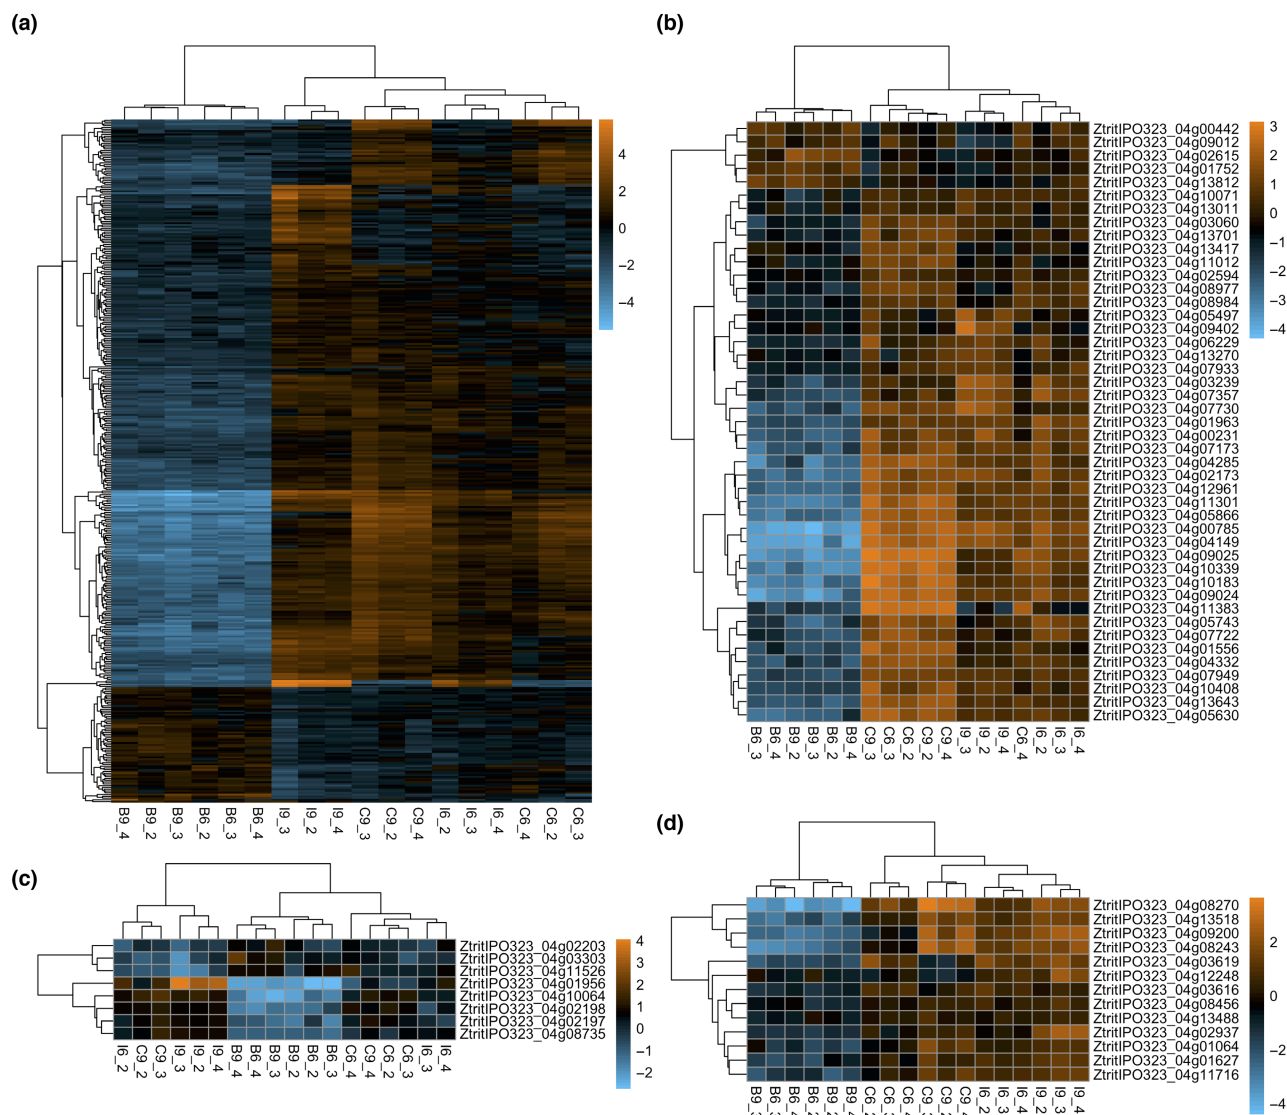 (a)
4
2
0
−2
−4
B9_4
B9_2
B9_3
B6_2
B6_3
B6_4
I9_3
I9_2
I9_4
C9_3
C9_2
C9_4
I6_2
I6_3
I6_4
C6_4
C6_2
C6_3
(b)
ZtritIPO323_04g00442
ZtritIPO323_04g09012
ZtritIPO323_04g02615
ZtritIPO323_04g01752
ZtritIPO323_04g13812
ZtritIPO323_04g10071
ZtritIPO323_04g13011
ZtritIPO323_04g03060
ZtritIPO323_04g13701
ZtritIPO323_04g13417
ZtritIPO323_04g11012
ZtritIPO323_04g02594
ZtritIPO323_04g08977
ZtritIPO323_04g08984
ZtritIPO323_04g05497
ZtritIPO323_04g09402
ZtritIPO323_04g06229
ZtritIPO323_04g13270
ZtritIPO323_04g07933
ZtritIPO323_04g03239
ZtritIPO323_04g07357
ZtritIPO323_04g07730
ZtritIPO323_04g01963
ZtritIPO323_04g00231
ZtritIPO323_04g07173
ZtritIPO323_04g04285
ZtritIPO323_04g02173
ZtritIPO323_04g12961
ZtritIPO323_04g11301
ZtritIPO323_04g05866
ZtritIPO323_04g00785
ZtritIPO323_04g04149
ZtritIPO323_04g09025
ZtritIPO323_04g10339
ZtritIPO323_04g10183
ZtritIPO323_04g09024
ZtritIPO323_04g11383
ZtritIPO323_04g05743
ZtritIPO323_04g07722
ZtritIPO323_04g01556
ZtritIPO323_04g04332
ZtritIPO323_04g07949
ZtritIPO323_04g10408
ZtritIPO323_04g13643
ZtritIPO323_04g05630
3
2
1
0
−1
−2
−3
−4
B6_3
B6_4
B9_2
B9_3
B6_2
B9_4
C9_3
C6_3
C6_2
C9_2
C9_4
I9_3
I9_2
I9_4
C6_4
I6_2
I6_3
I6_4
(c)
ZtritIPO323_04g02203
ZtritIPO323_04g03303
ZtritIPO323_04g11526
ZtritIPO323_04g01956
ZtritIPO323_04g10064
ZtritIPO323_04g02198
ZtritIPO323_04g02197
ZtritIPO323_04g08735
4
3
2
1
0
−1
−2
I6_2
C9_2
C9_3
I9_3
I9_2
I9_4
B9_4
B6_4
B9_3
B9_2
B6_2
B6_3
C6_4
C9_4
C6_2
C6_3
I6_3
I6_4
(d)
ZtritIPO323_04g08270
ZtritIPO323_04g13518
ZtritIPO323_04g09200
ZtritIPO323_04g08243
ZtritIPO323_04g03619
ZtritIPO323_04g12248
ZtritIPO323_04g03616
ZtritIPO323_04g08456
ZtritIPO323_04g13488
ZtritIPO323_04g02937
ZtritIPO323_04g01064
ZtritIPO323_04g01627
ZtritIPO323_04g11716
2
0
−2
−4
I6_2
I6_3
I6_4
I9_2
I9_3
I9_4